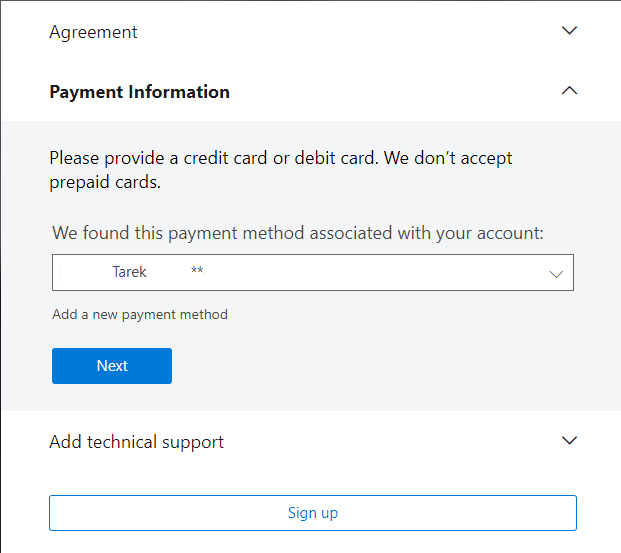 Agreement
Payment Information
Please provide a credit card or debit card. We don’t accept
prepaid cards.
We found this payment method associated with your account:
Tarek **
Add a new payment method
Next
Add technical support
Sign up